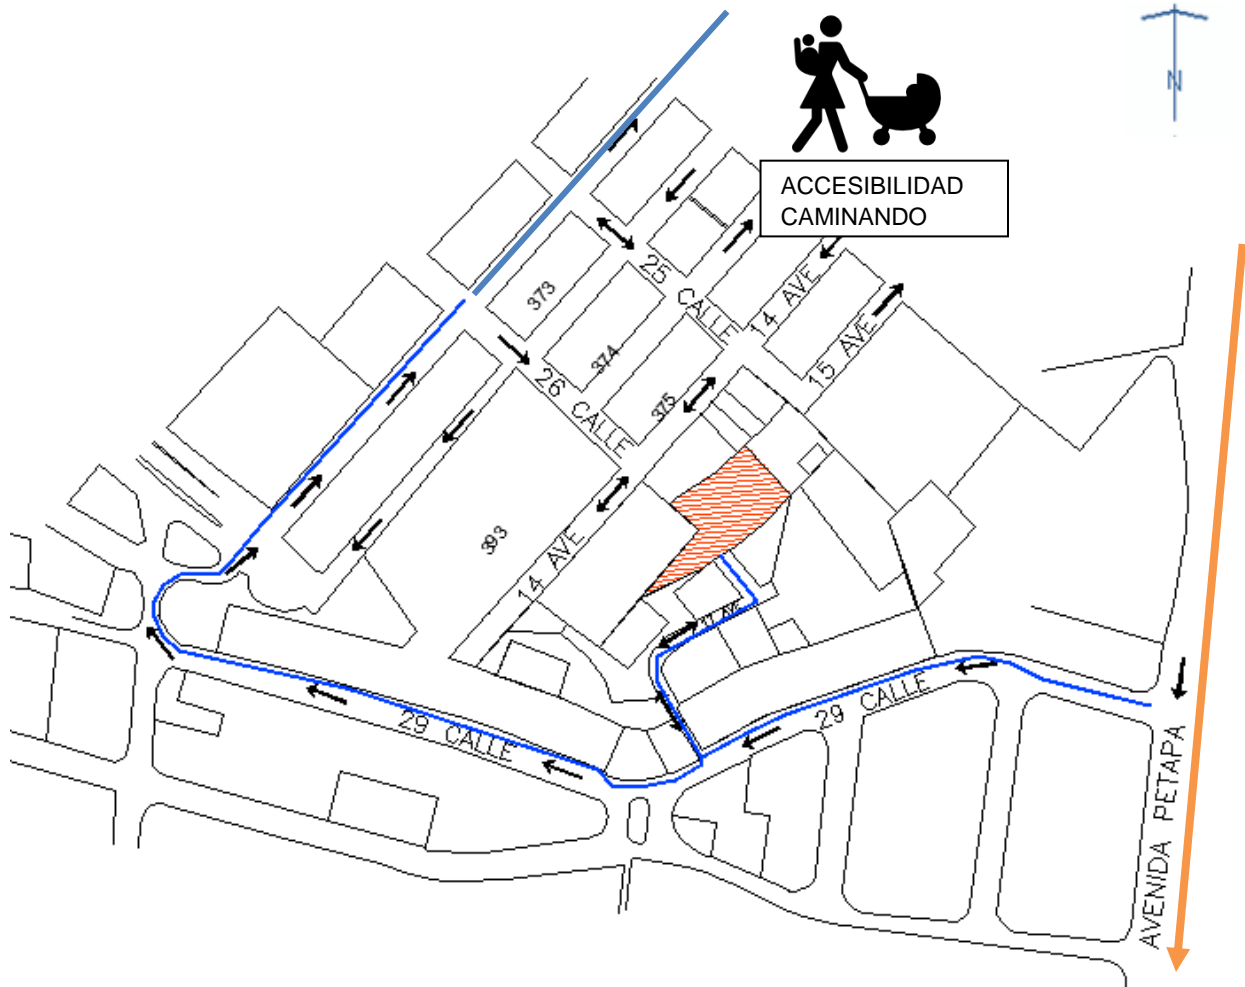 N
ACCESIBILIDAD
CAMINANDO
25 CALLE
14 AVE
373
15 AVE
374
26 CALLE
375
393
14 AVE
29 CALLE
29 CALLE
AVENIDA PETAPA